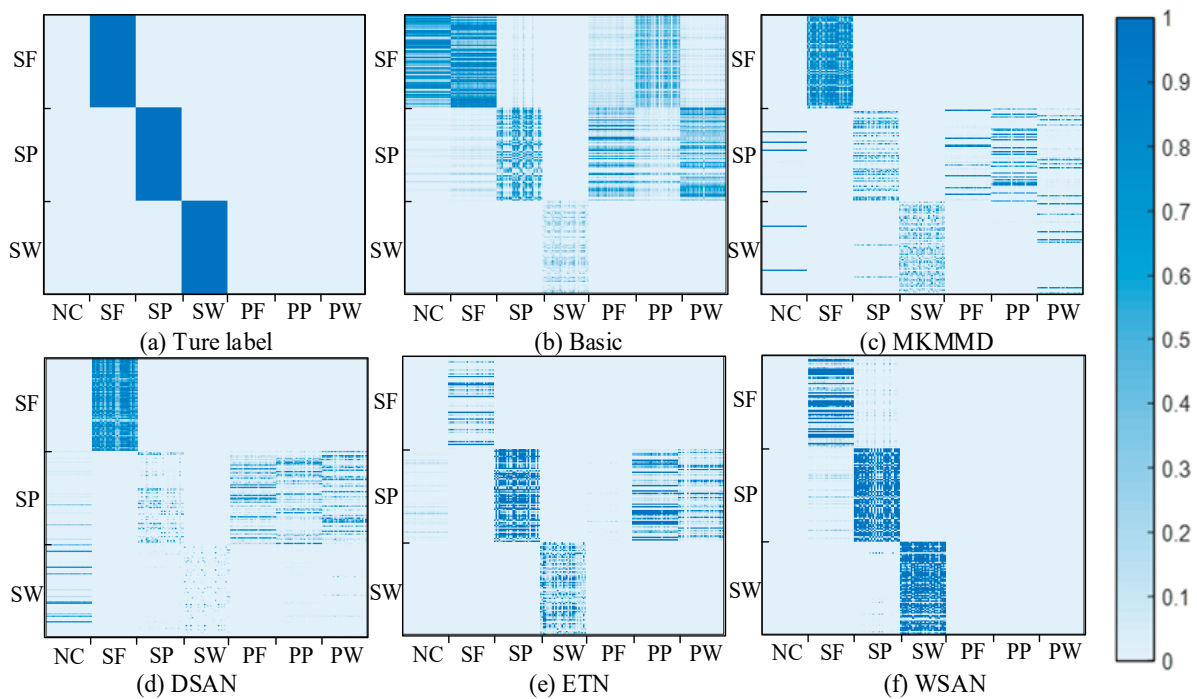 SF
SP
SW
NC SF SP SW PF PP PW
(a) Ture label
SF
SP
SW
NC SF SP SW PF PP PW
(b) Basic
SF
SP
SW
NC SF SP SW PF PP PW
(c) MKMMD
1
0.9
0.8
0.7
0.6
0.5
0.4
0.3
0.2
0.1
0
SF
SP
SW
NC SF SP SW PF PP PW
(d) DSAN
SF
SP
SW
NC SF SP SW PF PP PW
(e) ETN
SF
SP
SW
NC SF SP SW PF PP PW
(f) WSAN